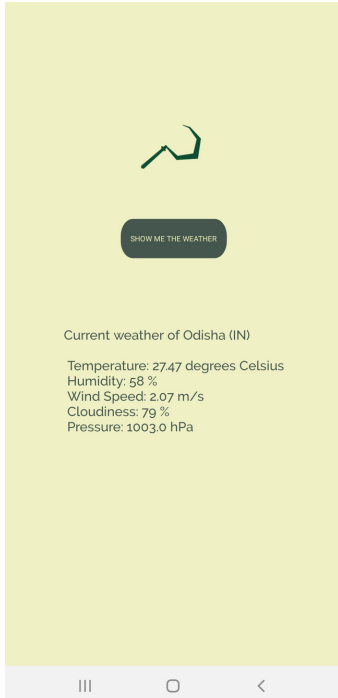 SHOW ME THE WEATHER
Current weather of Odisha (IN)
Temperature: 27.47 degrees Celsius
Humidity: 58 %
Wind Speed: 2.07 m/s
Cloudiness: 79 %
Pressure: 1003.0 hPa